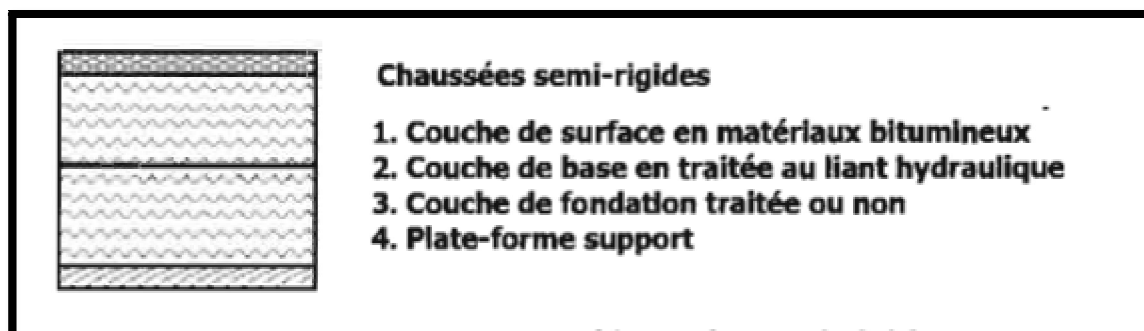 Chaussées semi-rigides
1. Couche de surface en matériaux bitumineux
2. Couche de base en traitée au liant hydraulique
3. Couche de fondation traitée ou non
4. Plate-forme support